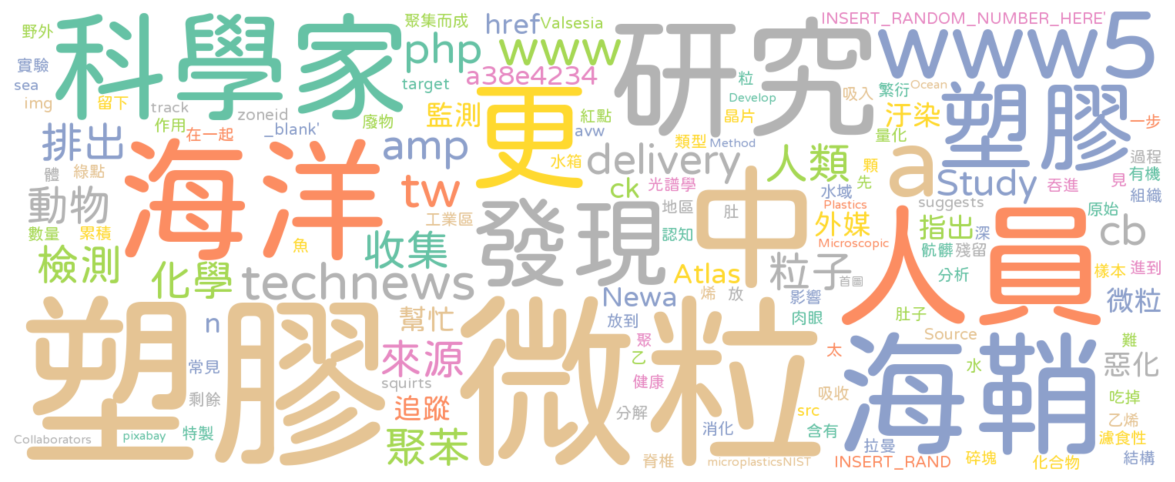 野外
科學家
聚集而成
href
Valsesia
INSERT_RANDOM_NUMBER_HERE'
php
www
研究
www5
實驗
a38e4234
target
粒
吸入
繁衍
Ocean
sea
img
留下
track
zoneid
廢物
監測
更
紅點
Develop
晶片
汙染
塑膠
一步
作用
在一起
_blank'
avw
類型
Method
量化
排出
海洋
amp
水箱
delivery
人類
a
過程
體
綠點
tw
ck
光譜學
先
顆
水域
Study
吞進
見
有機
組織
動物
工業區
發現
地區
肚
中
Plastics
外媒
suggests
指出
深
原始
cb
數量
累積
魚
收集
認知
Microscopic
人員
骯髒
殘留
檢測
化學
technews
Atlas
粒子
首圖
分析
樣本
進到
Newa
烯
放
影響
微粒
塑膠微粒
n
幫忙
放到
肉眼
肚子
Source
難
常見
來源
聚
乙
太
海鞘
水
惡化
剩餘
squirts
健康
吸收
吃掉
追蹤
分解
src
乙烯
Collaborators
pixabay
特製
聚苯
消化
含有
拉曼
濾食性
脊椎
microplasticsNIST
INSERT_RAND
碎塊
化合物
結構